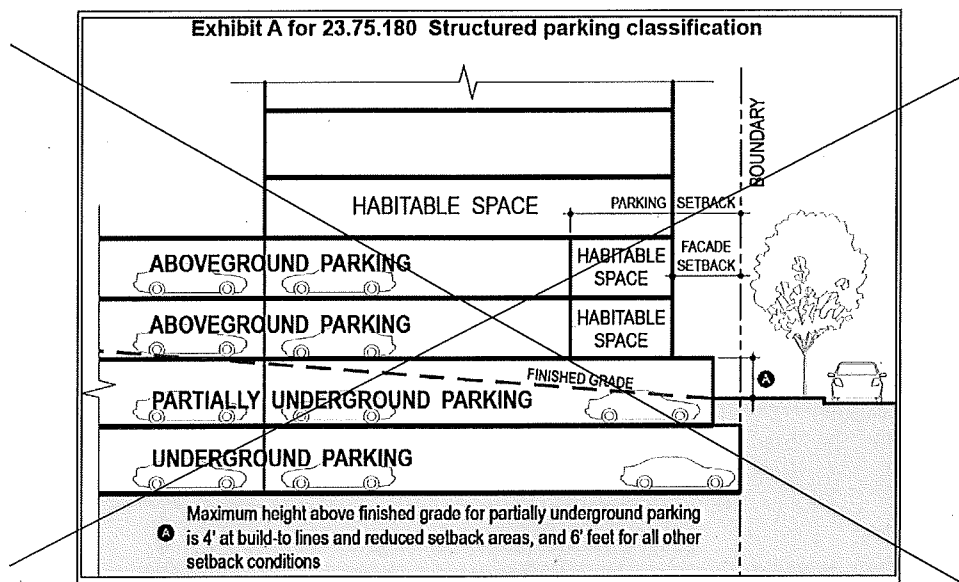 Exhibit A for 23.75.180 Structured parking classification
BOUNDARY
HABITABLE SPACE
PARKING SETBACK
ABOVEGROUND PARKING
HABITABLE
SPACE
FACADE
SETBACK
ABOVEGROUND PARKING
HABITABLE
SPACE
FINISHED GRADE
A
PARTIALLY UNDERGROUND PARKING
UNDERGROUND PARKING
A Maximum height above finished grade for partially underground parking
is 4' at build-to lines and reduced setback areas, and 6' feet for all other
setback conditions